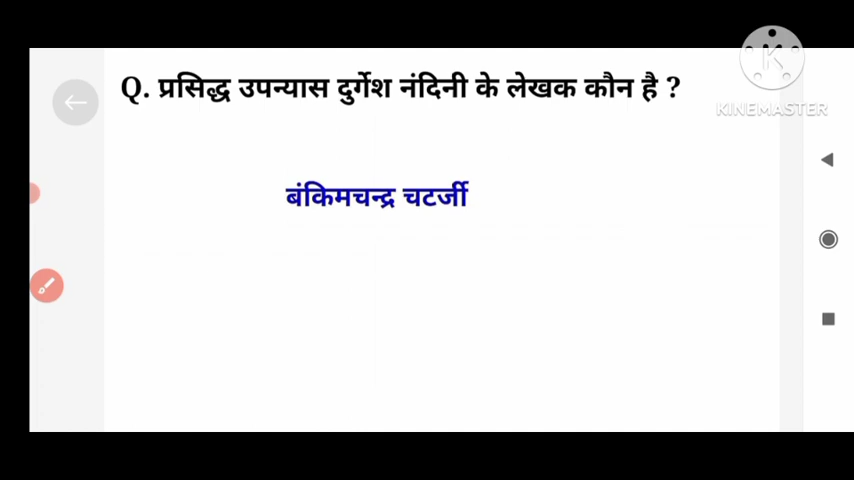 Q. प्रसिद्ध उपन्यास दुर्गेश नंदिनी के लेखक कौन है ?
KINEMASTER
बंकिमचन्द्र चटर्जी